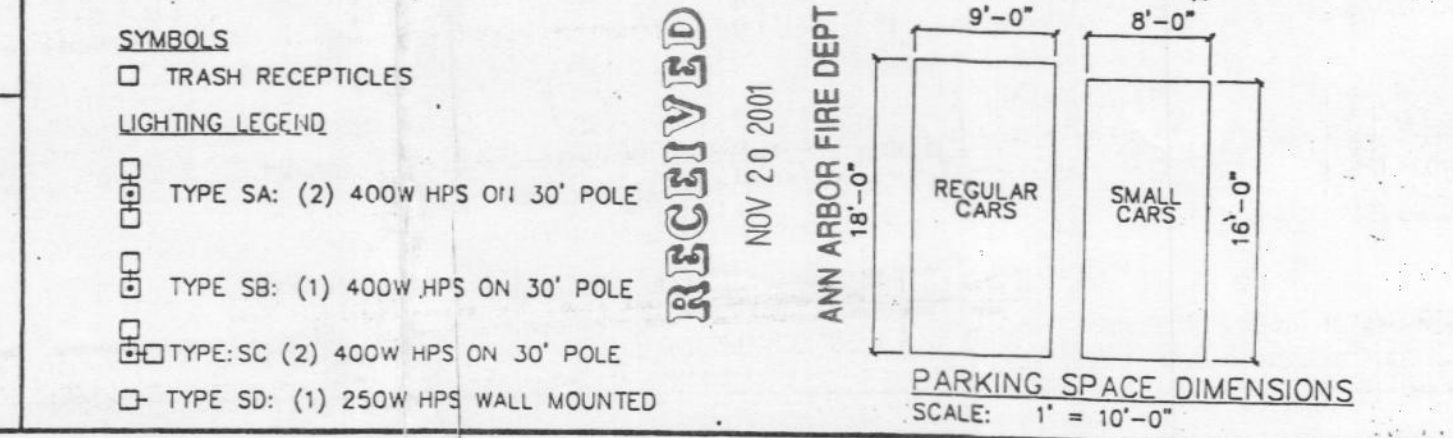 SYMBOLS
TRASH RECEPTICLES
LIGHTING LEGEND
TYPE SA: (2) 400W HPS ON 30' POLE
TYPE SB: (1) 400W HPS ON 30' POLE
TYPE: SC (2) 400W HPS ON 30' POLE
TYPE SD: (1) 250W HPS WALL MOUNTED
RECEIVED
NOV 20 2001
ANN ARBOR FIRE DEPT
9'-0"
8'-0"
18'-0"
REGULAR
CARS
SMALL
CARS
16'-0"
PARKING SPACE DIMENSIONS
SCALE: 1' = 10'-0"